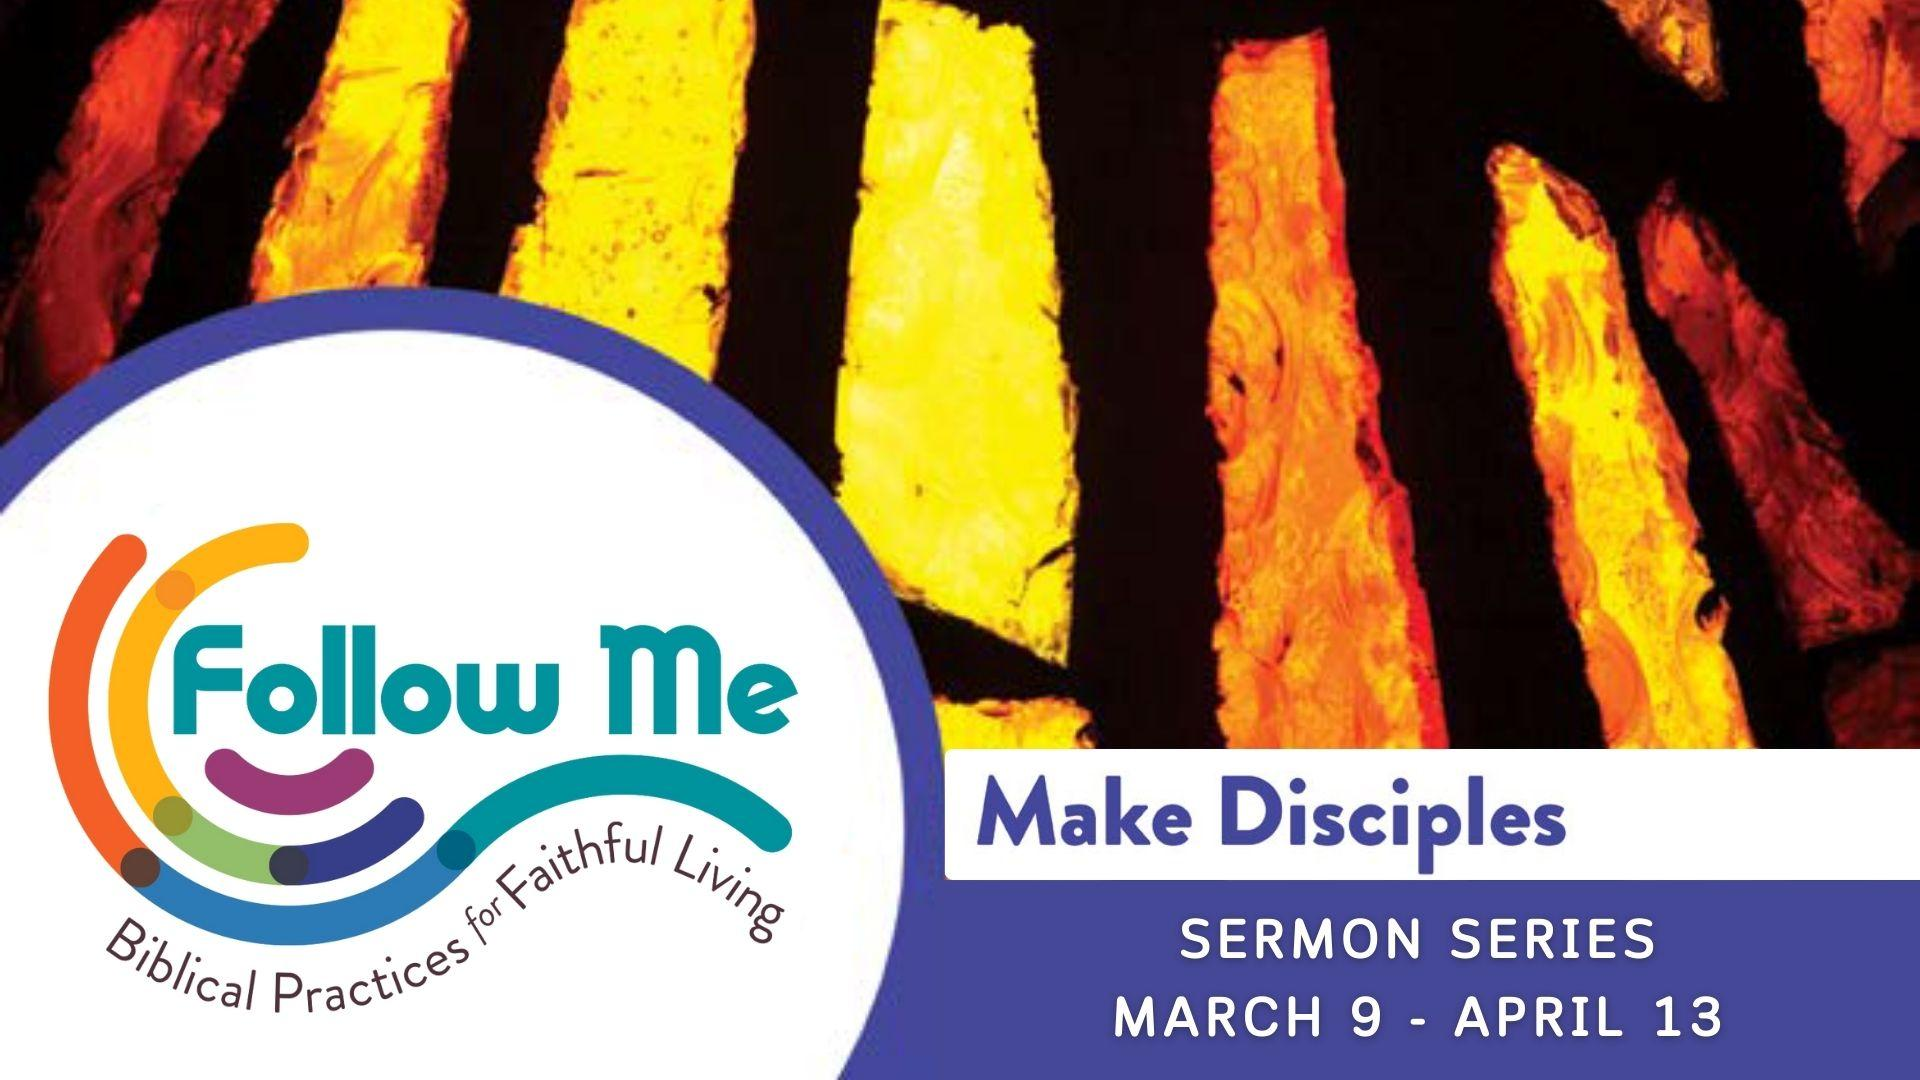 Follow Me
Biblical Practices for Faithful Living
Make Disciples
SERMON SERIES
MARCH 9 - APRIL 13